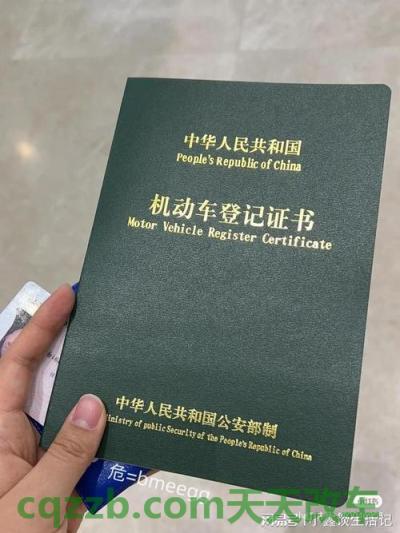 中华人民共和国
People's Republic of China
机动车登记证书
Motor Vehicle Register Certificate
中华人民共和国公安部制
Ministry of public Security of the People's Republic of China
危=bmeega
cqzzb.com天天改车